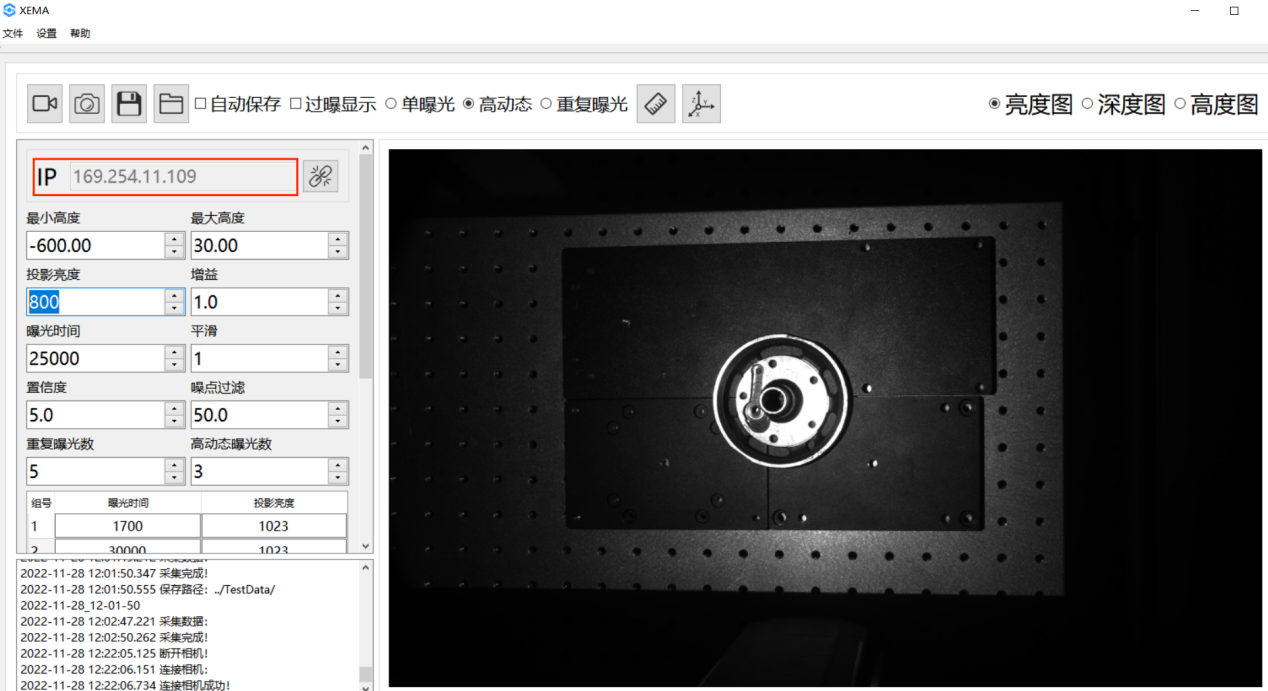 XEMA
文件 设置 帮助
自动保存 过曝显示 单曝光 高动态 重复曝光 亮度图 深度图 高度图
IP 169.254.11.109
最小高度 最大高度
-600.00 30.00
投影亮度 增益
800 1.0
曝光时间 平滑
25000 1
置信度 噪点过滤
5.0 50.0
重复曝光数 高动态曝光数
5 3
组号 曝光时间 投影亮度
1 1700 1023
2 30000 1023
2022-11-28 12:01:50.347 采集完成!
2022-11-28 12:01:50.555 保存路径: ../TestData/
2022-11-28_12-01-50
2022-11-28 12:02:47.221 采集数据:
2022-11-28 12:02:50.262 采集完成!
2022-11-28 12:22:05.125 断开相机!
2022-11-28 12:22:06.151 连接相机:
2022-11-28 12:22:06.734 连接相机成功!